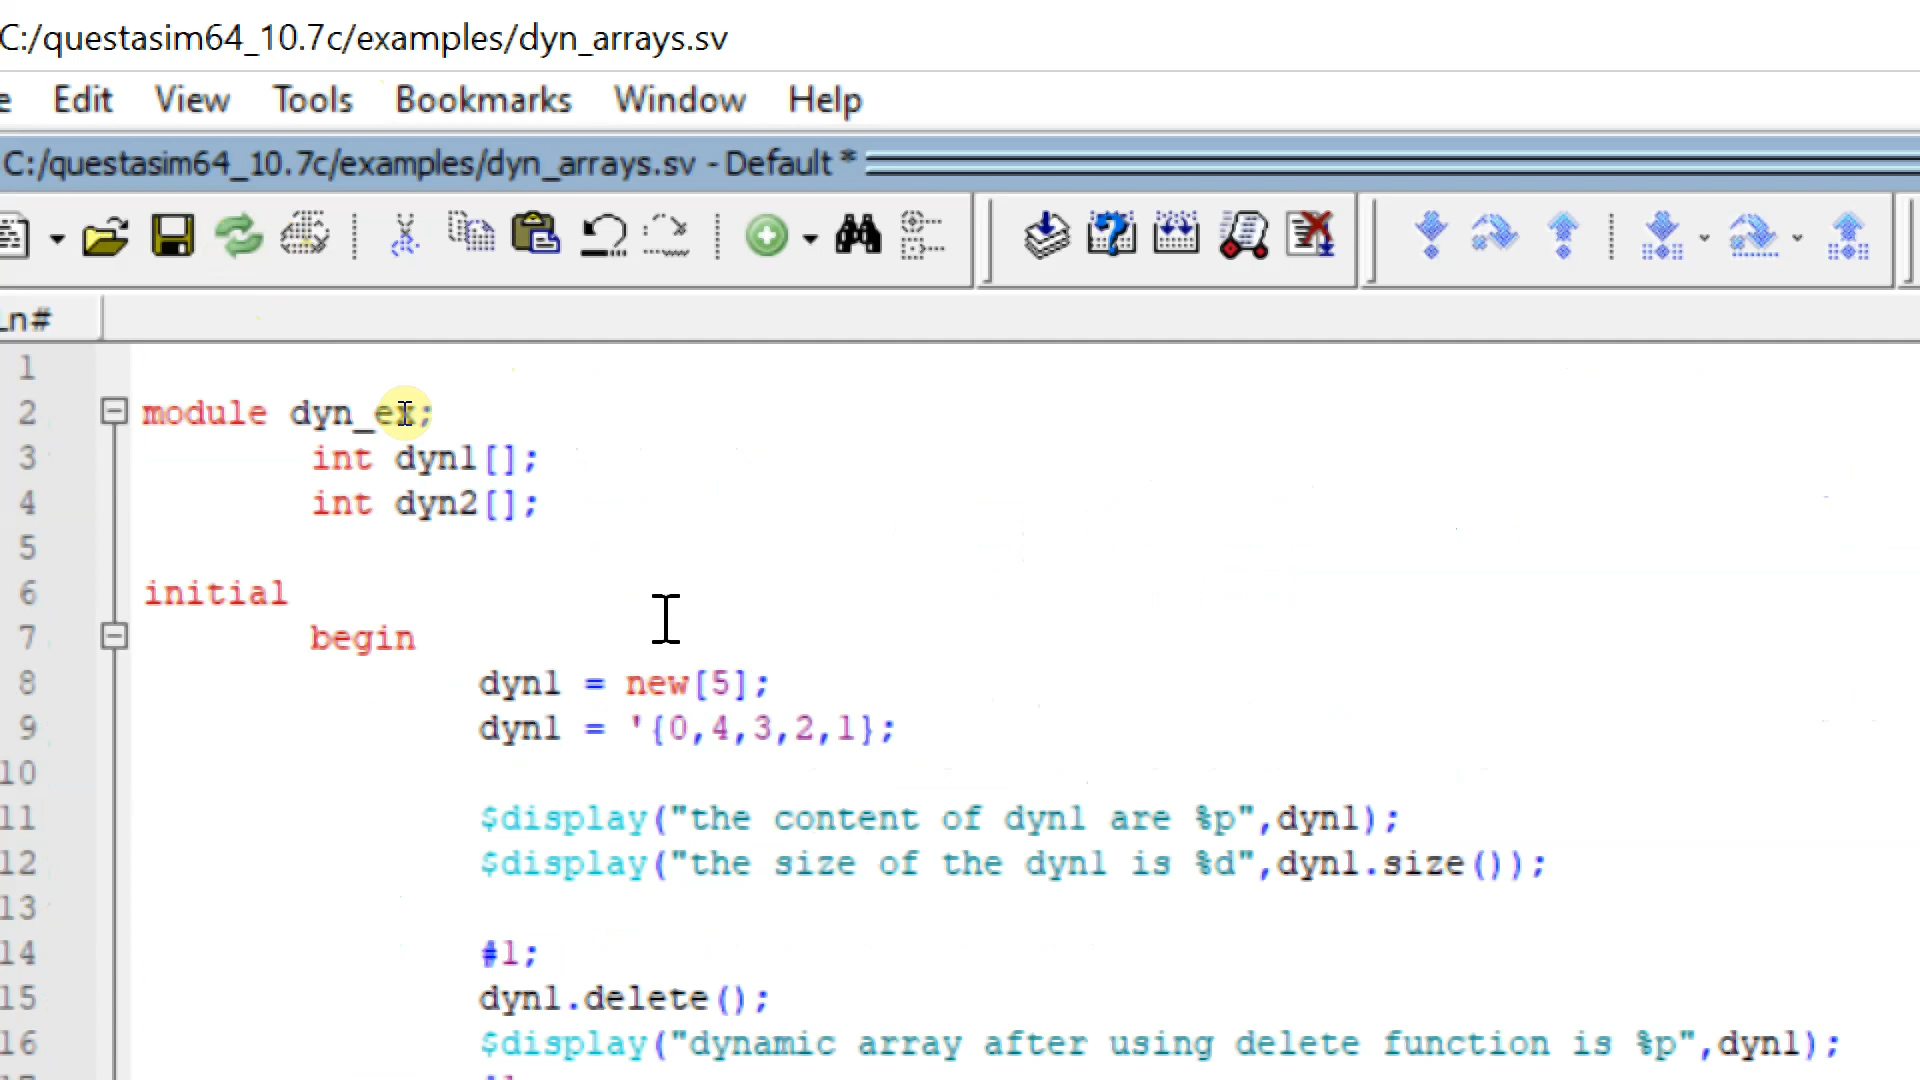 C:/questasim64_10.7c/examples/dyn_arrays.sv
Edit View Tools Bookmarks Window Help
C:/questasim64_10.7c/examples/dyn_arrays.sv - Default *
Ln#
1
2 module dyn_ex;
3 int dyn1[];
4 int dyn2[];
5
6 initial
7 begin
8 dyn1 = new[5];
9 dyn1 = '{0,4,3,2,1};
10
11 $display("the content of dyn1 are %p",dyn1);
12 $display("the size of the dyn1 is %d",dyn1.size());
13
14 #1;
15 dyn1.delete();
16 $display("dynamic array after using delete function is %p",dyn1);